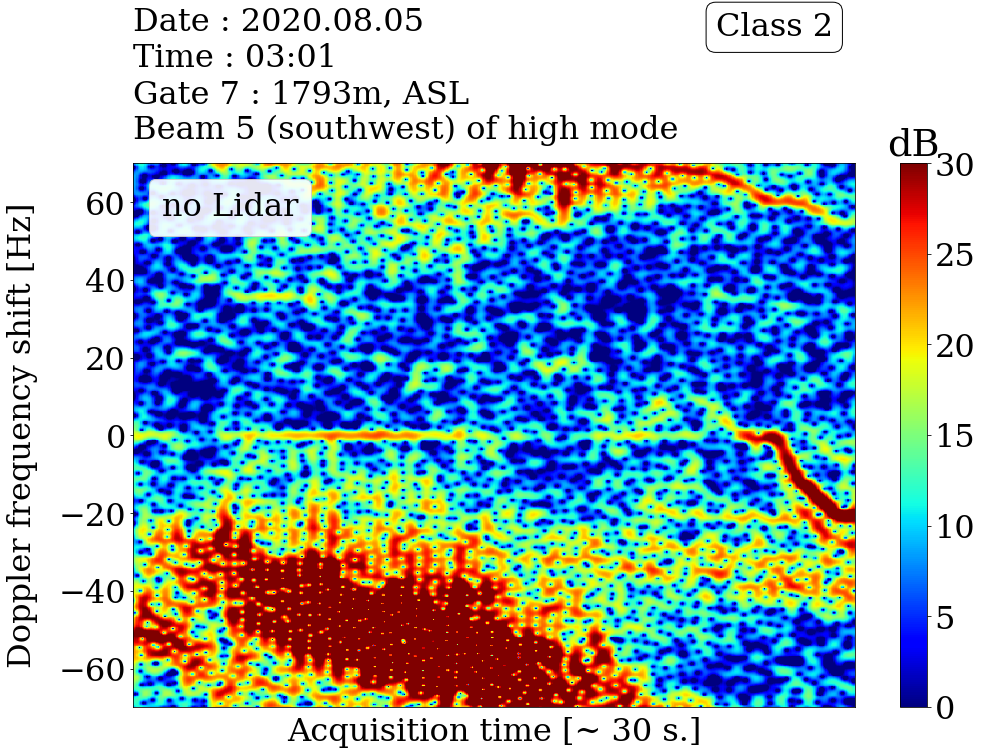 Date : 2020.08.05
Time : 03:01
Gate 7 : 1793m, ASL
Beam 5 (southwest) of high mode
Class 2
dB
no Lidar
Doppler frequency shift [Hz]
60
40
20
0
−20
−40
−60
30
25
20
15
10
5
0
Acquisition time [~ 30 s.]